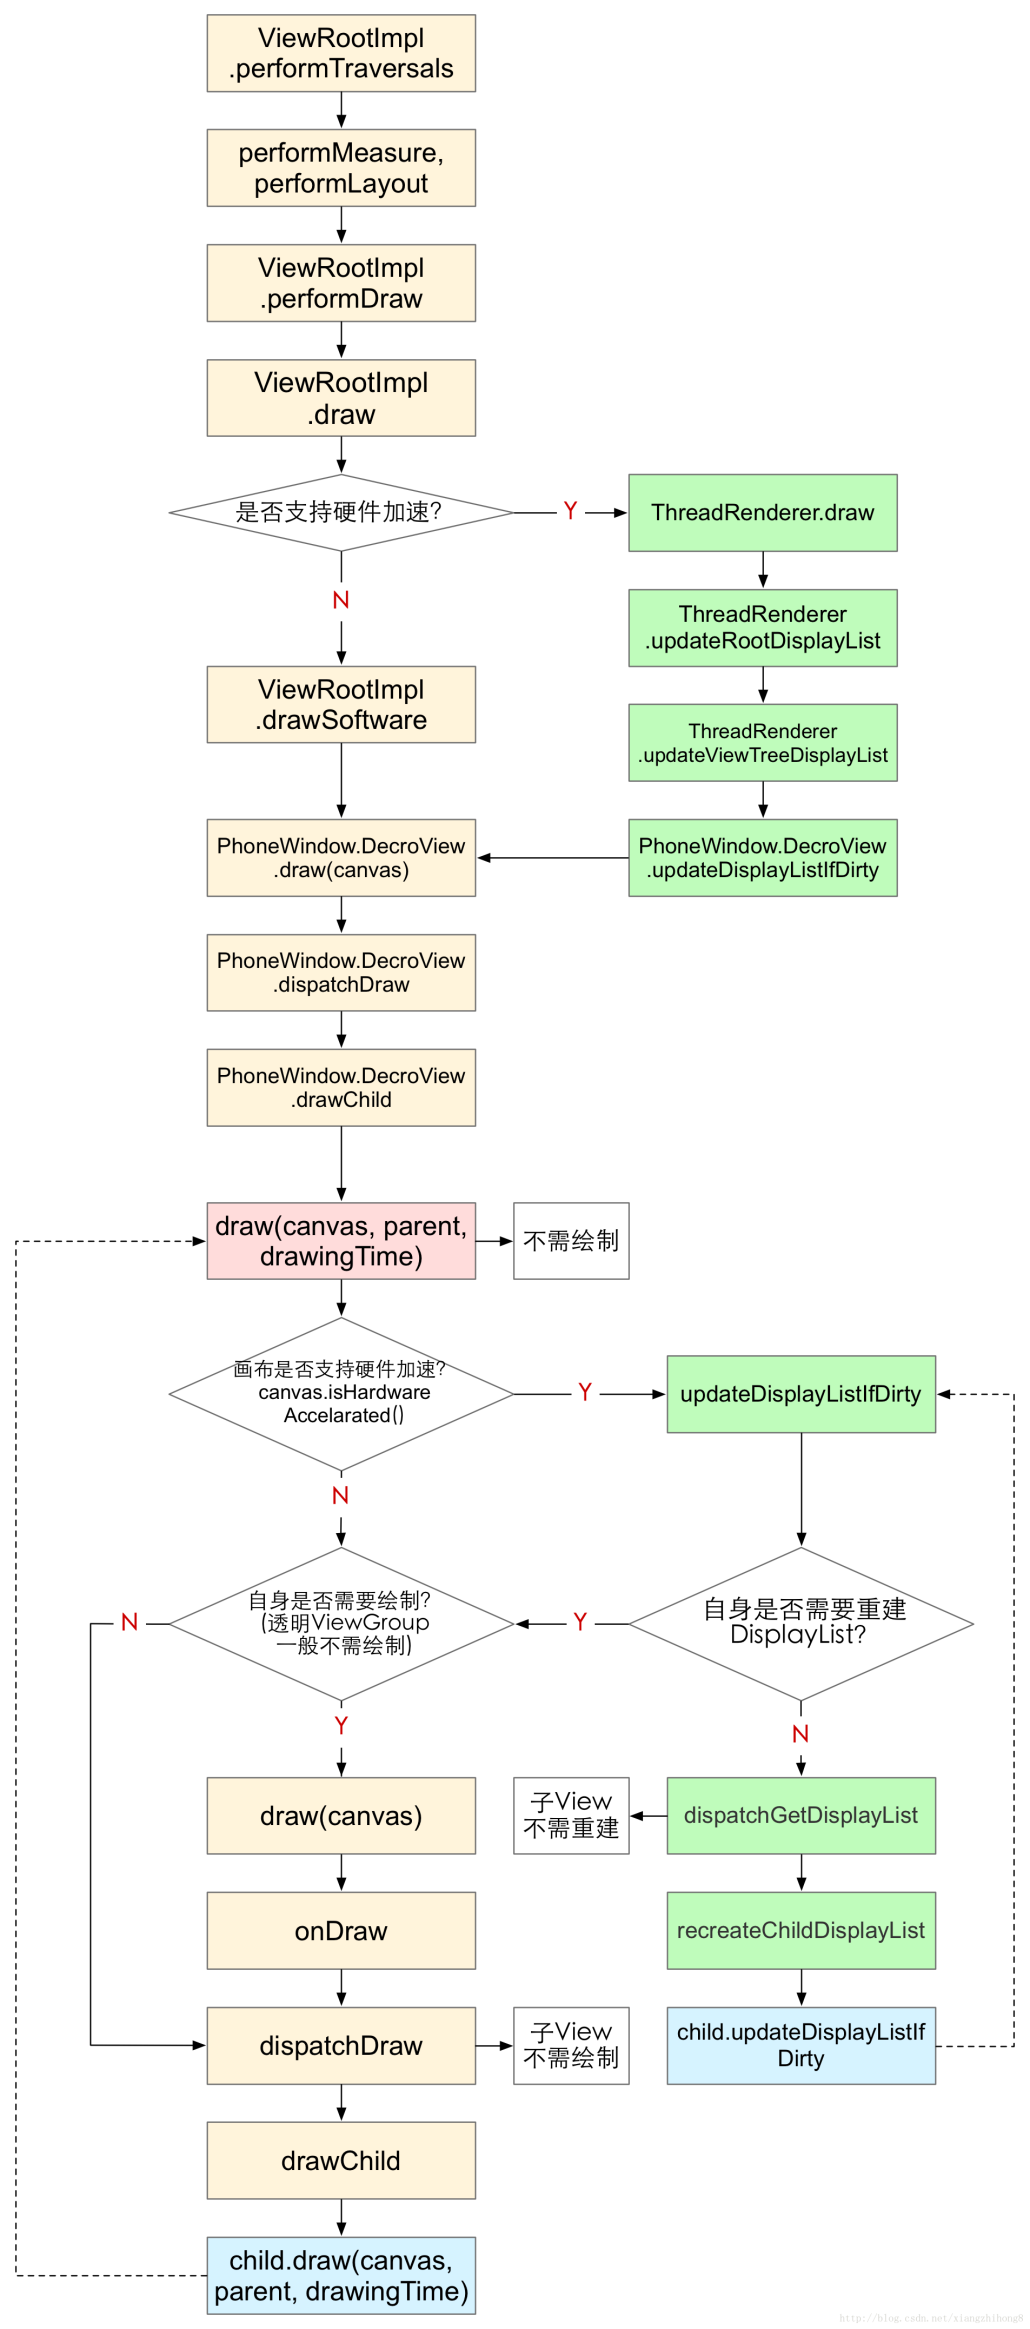 ViewRootImpl
.performTraversals
performMeasure,
performLayout
ViewRootImpl
.performDraw
ViewRootImpl
.draw
是否支持硬件加速?
Y
ThreadRenderer.draw
N
ThreadRenderer
.updateRootDisplayList
ViewRootImpl
.drawSoftware
ThreadRenderer
.updateViewTreeDisplayList
PhoneWindow.DecroView
.draw(canvas)
PhoneWindow.DecroView
.updateDisplayListIfDirty
PhoneWindow.DecroView
.dispatchDraw
PhoneWindow.DecroView
.drawChild
draw(canvas, parent,
drawingTime)
不需绘制
画布是否支持硬件加速?
canvas.isHardware
Accelarated()
Y
updateDisplayListIfDirty
N
自身是否需要绘制?
(透明ViewGroup
一般不需绘制)
N
Y
自身是否需要重建
DisplayList?
Y
N
draw(canvas)
子View
不需重建
dispatchGetDisplayList
onDraw
recreateChildDisplayList
dispatchDraw
子View
不需绘制
child.updateDisplayListIf
Dirty
drawChild
child.draw(canvas,
parent, drawingTime)
http://blog.csdn.net/xiangzhihong8